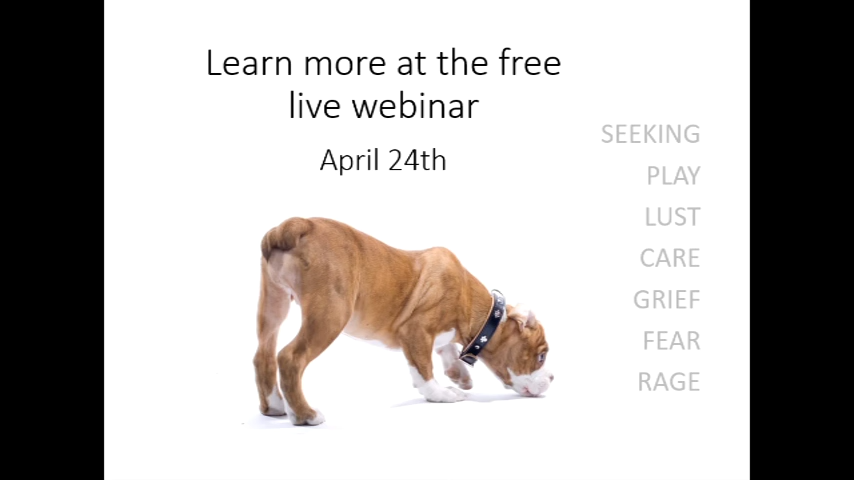 Learn more at the free
live webinar
April 24th
SEEKING
PLAY
LUST
CARE
GRIEF
FEAR
RAGE